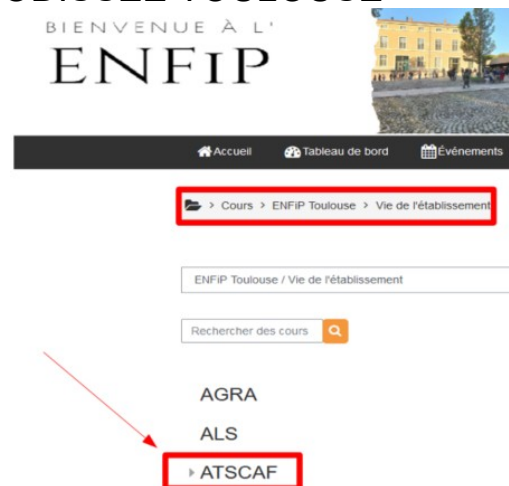 BIENVENUE À L'
ENFIP
Accueil Tableau de bord Événements
> Cours > ENFiP Toulouse > Vie de l'établissement
ENFiP Toulouse / Vie de l'établissement
Rechercher des cours
AGRA
ALS
ATSCAF